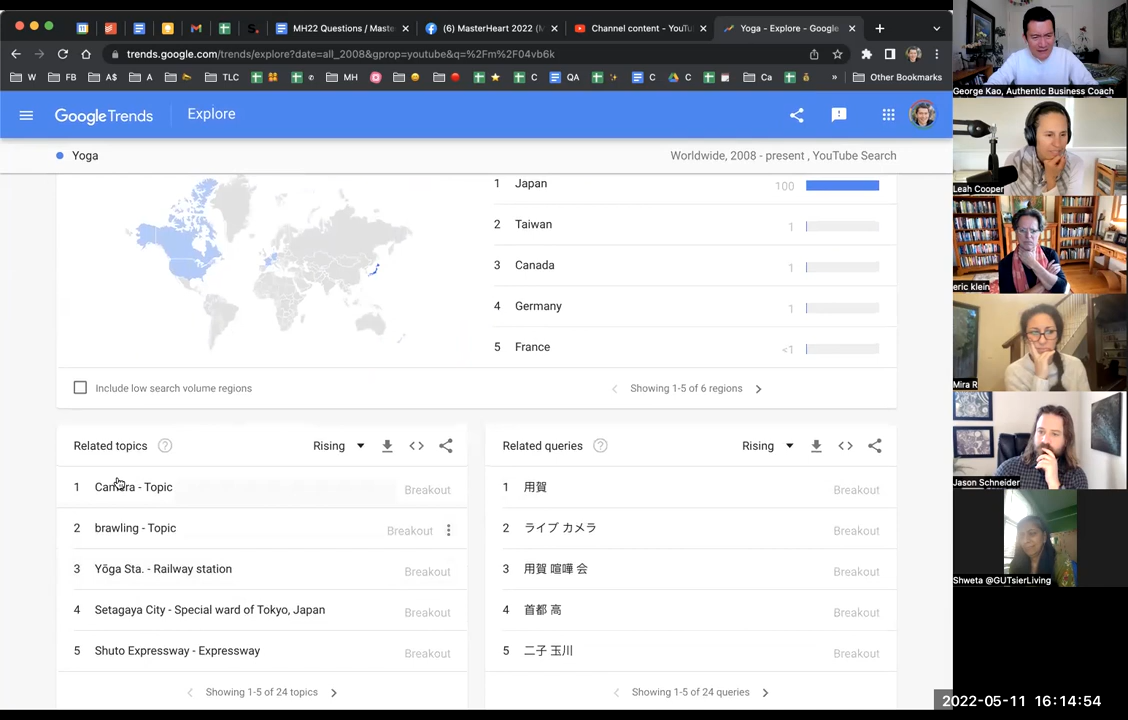 MH22 Questions / Maste
(6) MasterHeart 2022 (M
Channel content - YouTu
Yoga - Explore - Google
trends.google.com/trends/explore?date=all_2008&gprop=youtube&q=%2Fm%2F04vb6k
W FB A$ A TLC C MH QA C C Ca » Other Bookmarks
GoogleTrends Explore
Yoga
Worldwide, 2008 - present , YouTube Search
1 Japan 100
2 Taiwan 1
3 Canada 1
4 Germany 1
5 France <1
Include low search volume regions
Showing 1-5 of 6 regions
Related topics Rising
1 Camera - Topic Breakout
2 brawling - Topic Breakout
3 Yōga Sta. - Railway station Breakout
4 Setagaya City - Special ward of Tokyo, Japan Breakout
5 Shuto Expressway - Expressway Breakout
Showing 1-5 of 24 topics
Related queries Rising
1 用賀 Breakout
2 ライブ カメラ Breakout
3 用賀 喧嘩 会 Breakout
4 首都 高 Breakout
5 二子 玉川 Breakout
Showing 1-5 of 24 queries
George Kao, Authentic Business Coach
Leah Cooper
eric klein
Mira R
Jason Schneider
Shweta @GUTsierLiving
2022-05-11 16:14:54